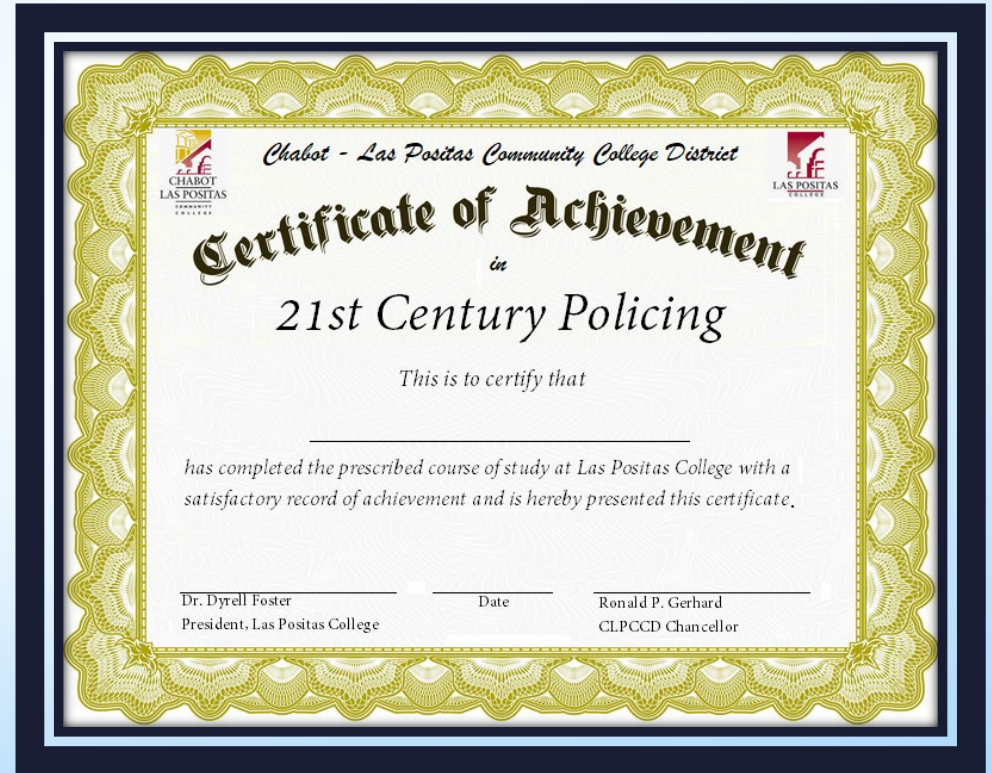 Chabot - Las Positas Community College District
CHABOT
LAS POSITAS
COMMUNITY
COLLEGE
LAS POSITAS
COLLEGE
Certificate of Achievement
in
21st Century Policing
This is to certify that
has completed the prescribed course of study at Las Positas College with a
satisfactory record of achievement and is hereby presented this certificate.
Dr. Dyrell Foster
President, Las Positas College
Date
Ronald P. Gerhard
CLPCCD Chancellor